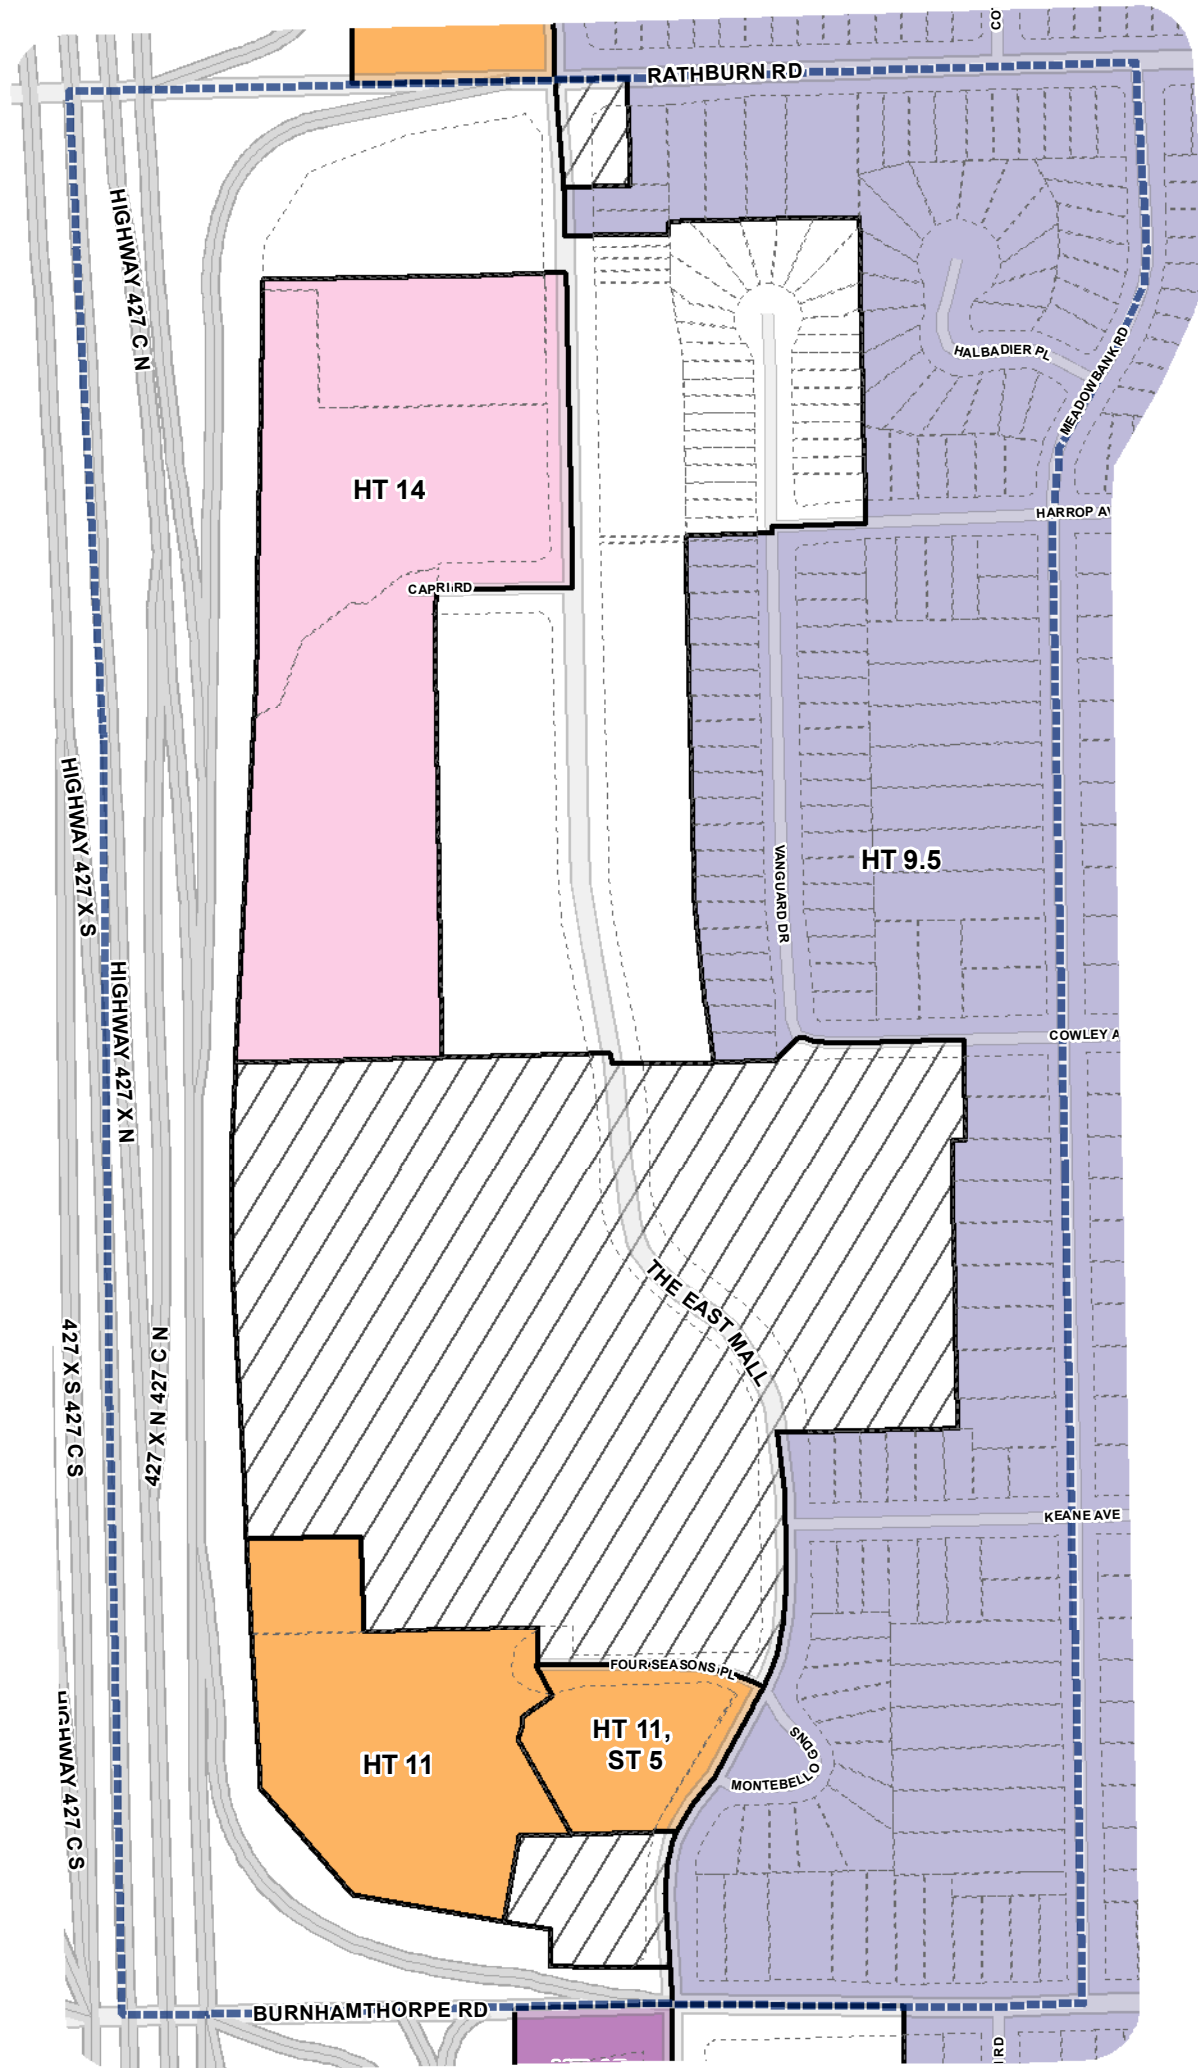 CO
RATHBURN RD
HIGHWAY 427 C N
HALBADIER PL
MEADOWBANK RD
HT 14
HARROP AV
CAPRI RD
HIGHWAY 427 X S
VANGUARD DR
HT 9.5
HIGHWAY 427 X N
COWLEY A
THE EAST MALL
427 X S 427 C S
427 X N 427 C N
KEANE AVE
FOUR SEASONS PL
HIGHWAY 427 C S
HT 11
HT 11,
ST 5
MONTEBELLO GDNS
BURNHAMTHORPE RD
RD